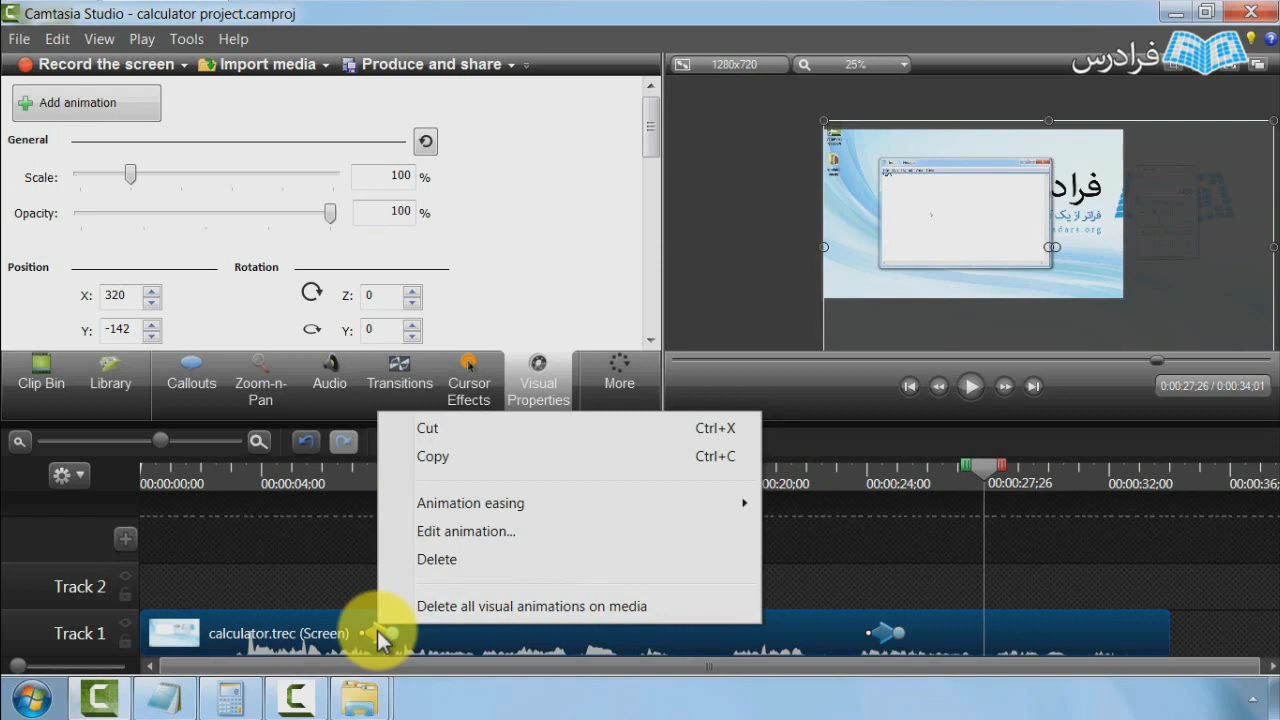 Camtasia Studio - calculator project.camproj
File Edit View Play Tools Help
Record the screen Import media Produce and share
1280x720 25%
فرادرس
Add animation
General
Scale: 100 %
Opacity: 100 %
Position Rotation
X: 320 Z: 0
Y: -142 Y: 0
فراد
فراتر از یک
Clip Bin Library Callouts Zoom-n-Pan Audio Transitions Cursor Effects Visual Properties More
0:00:27;26 / 0:00:34;01
Cut Ctrl+X
Copy Ctrl+C
Animation easing
Edit animation...
Delete
Delete all visual animations on media
00:00:00;00 00:00:04;00 00:20;00 00:00:24;00 00:00:27;26 00:00:32;00 00:00:36;
Track 2
Track 1
calculator.trec (Screen)